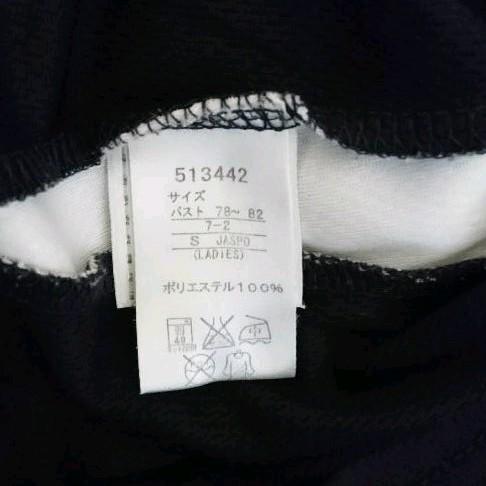 513442
サイズ
バスト 78~ 82
7-2
S JASPO
(LADIES)
ポリエステル100%
40